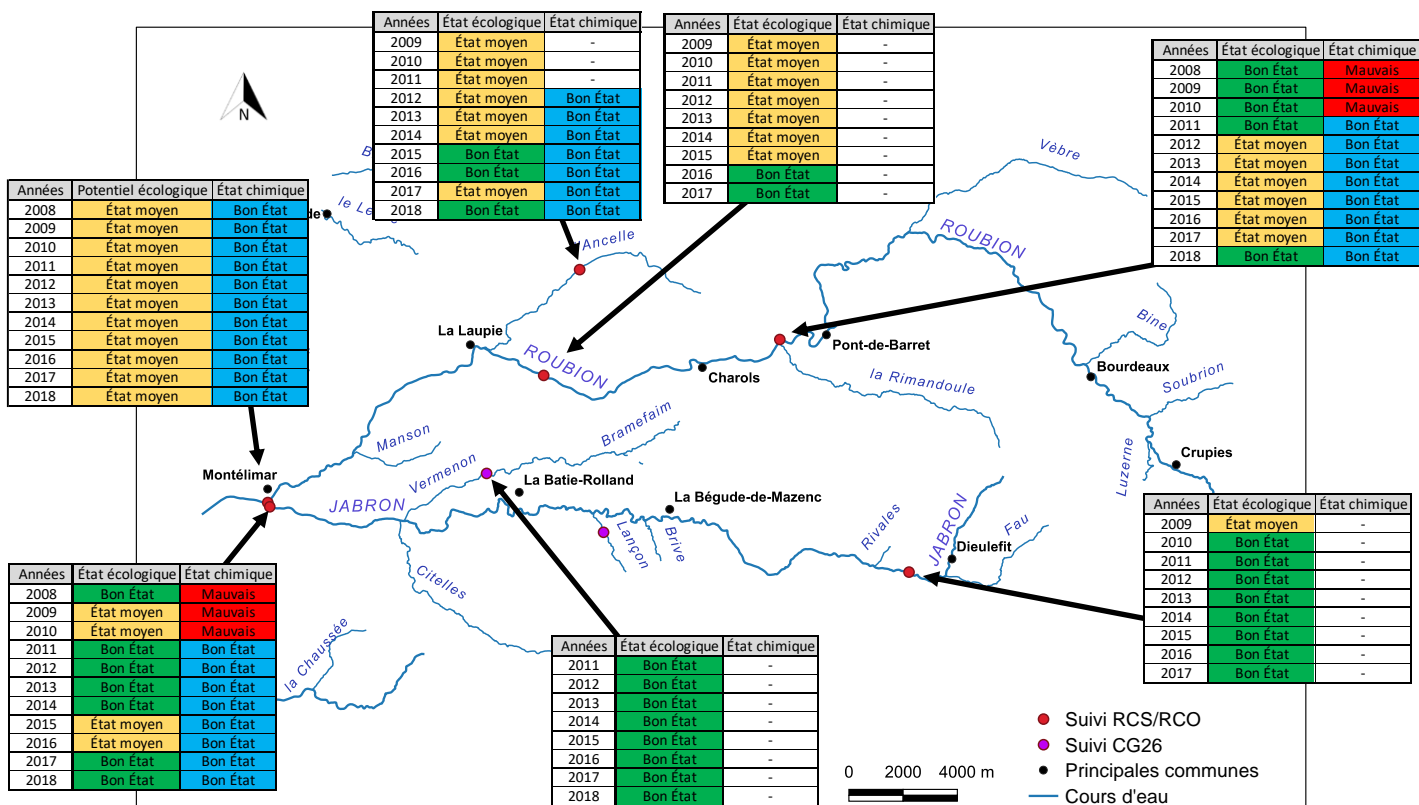 Années État écologique État chimique
2009 État moyen -
2010 État moyen -
2011 État moyen -
2012 État moyen Bon État
2013 État moyen Bon État
2014 État moyen Bon État
2015 Bon État Bon État
2016 Bon État Bon État
2017 État moyen Bon État
2018 Bon État Bon État
Années État écologique État chimique
2009 État moyen -
2010 État moyen -
2011 État moyen -
2012 État moyen -
2013 État moyen -
2014 État moyen -
2015 État moyen -
2016 Bon État -
2017 Bon État -
Années État écologique État chimique
2008 Bon État Mauvais
2009 Bon État Mauvais
2010 Bon État Mauvais
2011 Bon État Bon État
2012 État moyen Bon État
2013 État moyen Bon État
2014 État moyen Bon État
2015 État moyen Bon État
2016 État moyen Bon État
2017 État moyen Bon État
2018 Bon État Bon État
N
Années Potentiel écologique État chimique
2008 État moyen Bon État
2009 État moyen Bon État
2010 État moyen Bon État
2011 État moyen Bon État
2012 État moyen Bon État
2013 État moyen Bon État
2014 État moyen Bon État
2015 État moyen Bon État
2016 État moyen Bon État
2017 État moyen Bon État
2018 État moyen Bon État
Vèbre
ROUBION
Ancelle
La Laupie
ROUBION
Charols
Pont-de-Barret
la Rimandoule
Bine
Bourdeaux
Soubrion
Luzerne
Crupies
Manson
Montélimar
JABRON
Vermenon
Bramefaim
La Batie-Rolland
La Bégude-de-Mazenc
Lançon
Brive
Rivales
JABRON
Dieulefit
Fau
Citelles
la Chaussée
Années État écologique État chimique
2008 Bon État Mauvais
2009 État moyen Mauvais
2010 État moyen Mauvais
2011 Bon État Bon État
2012 Bon État Bon État
2013 Bon État Bon État
2014 Bon État Bon État
2015 État moyen Bon État
2016 État moyen Bon État
2017 Bon État Bon État
2018 Bon État Bon État
Années État écologique État chimique
2011 Bon État -
2012 Bon État -
2013 Bon État -
2014 Bon État -
2015 Bon État -
2016 Bon État -
2017 Bon État -
2018 Bon État -
Années État écologique État chimique
2009 État moyen -
2010 Bon État -
2011 Bon État -
2012 Bon État -
2013 Bon État -
2014 Bon État -
2015 Bon État -
2016 Bon État -
2017 Bon État -
Suivi RCS/RCO
Suivi CG26
Principales communes
Cours d'eau
0 2000 4000 m